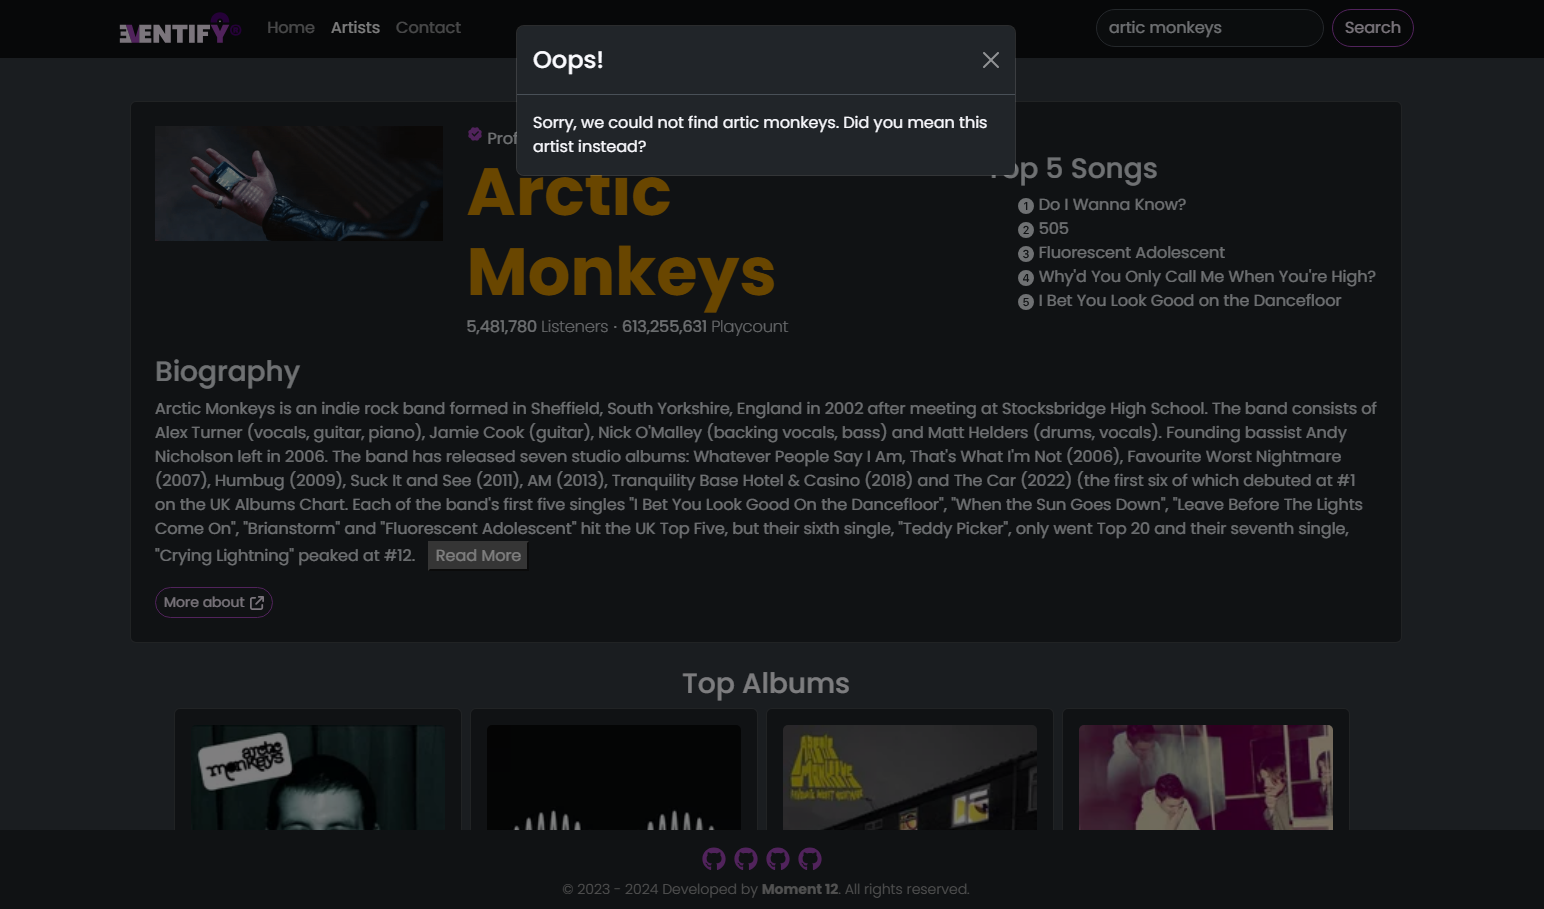 EVENTIFY
Home Artists Contact
artic monkeys Search
Oops!
Sorry, we could not find artic monkeys. Did you mean this
artist instead?
Prof
Arctic
Monkeys
5,481,780 Listeners · 613,255,631 Playcount
op 5 Songs
1 Do I Wanna Know?
2 505
3 Fluorescent Adolescent
4 Why'd You Only Call Me When You're High?
5 I Bet You Look Good on the Dancefloor
Biography
Arctic Monkeys is an indie rock band formed in Sheffield, South Yorkshire, England in 2002 after meeting at Stocksbridge High School. The band consists of
Alex Turner (vocals, guitar, piano), Jamie Cook (guitar), Nick O'Malley (backing vocals, bass) and Matt Helders (drums, vocals). Founding bassist Andy
Nicholson left in 2006. The band has released seven studio albums: Whatever People Say I Am, That's What I'm Not (2006), Favourite Worst Nightmare
(2007), Humbug (2009), Suck It and See (2011), AM (2013), Tranquility Base Hotel & Casino (2018) and The Car (2022) (the first six of which debuted at #1
on the UK Albums Chart. Each of the band's first five singles "I Bet You Look Good On the Dancefloor", "When the Sun Goes Down", "Leave Before The Lights
Come On", "Brianstorm" and "Fluorescent Adolescent" hit the UK Top Five, but their sixth single, "Teddy Picker", only went Top 20 and their seventh single,
"Crying Lightning" peaked at #12. Read More
More about
Top Albums
arctic
monkeys
ARCTIC
MONKEYS
© 2023 - 2024 Developed by Moment 12. All rights reserved.